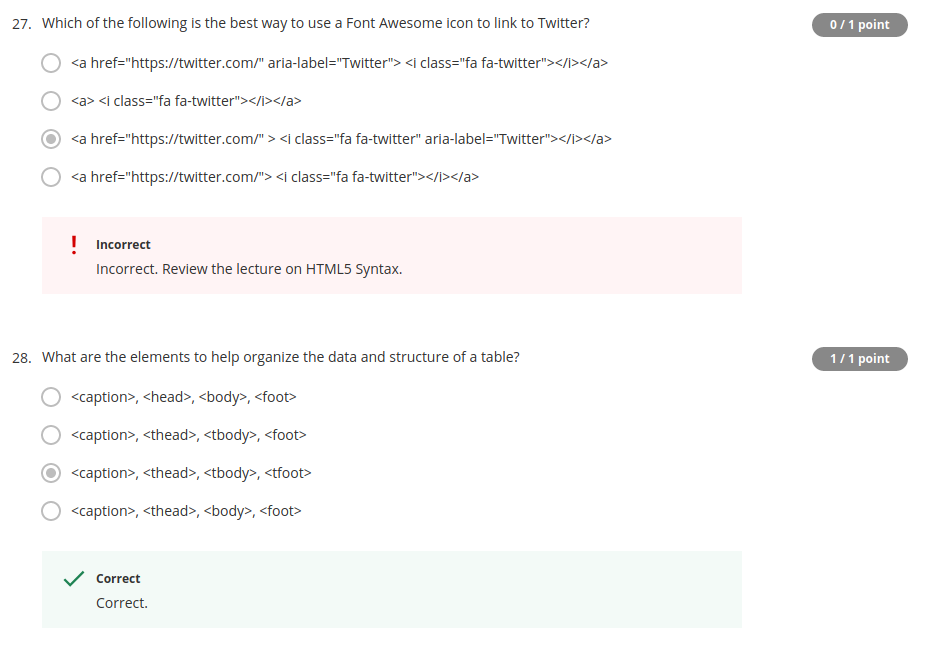 27. Which of the following is the best way to use a Font Awesome icon to link to Twitter?
0 / 1 point
<a href="https://twitter.com/" aria-label="Twitter"> <i class="fa fa-twitter"></i></a>
<a> <i class="fa fa-twitter"></i></a>
<a href="https://twitter.com/" > <i class="fa fa-twitter" aria-label="Twitter"></i></a>
<a href="https://twitter.com/"> <i class="fa fa-twitter"></i></a>
! Incorrect
Incorrect. Review the lecture on HTML5 Syntax.
28. What are the elements to help organize the data and structure of a table?
1 / 1 point
<caption>, <head>, <body>, <foot>
<caption>, <thead>, <tbody>, <foot>
<caption>, <thead>, <tbody>, <tfoot>
<caption>, <thead>, <body>, <foot>
Correct
Correct.